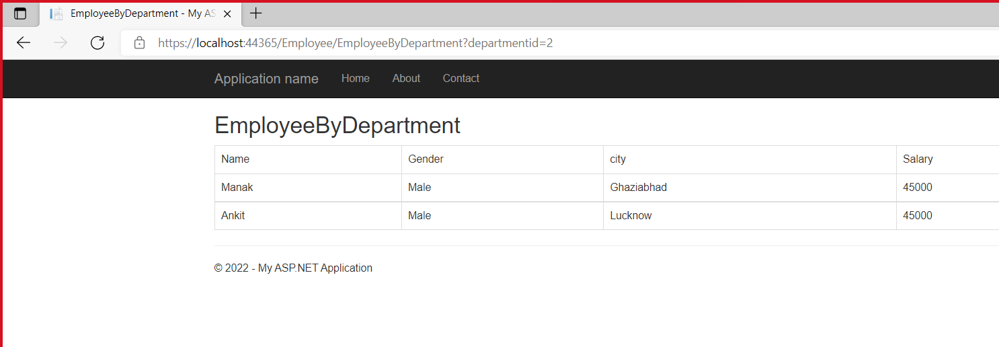 EmployeeByDepartment - My AS
https://localhost:44365/Employee/EmployeeByDepartment?departmentid=2
Application name Home About Contact
EmployeeByDepartment
Name Gender city Salary
Manak Male Ghaziabhad 45000
Ankit Male Lucknow 45000
© 2022 - My ASP.NET Application